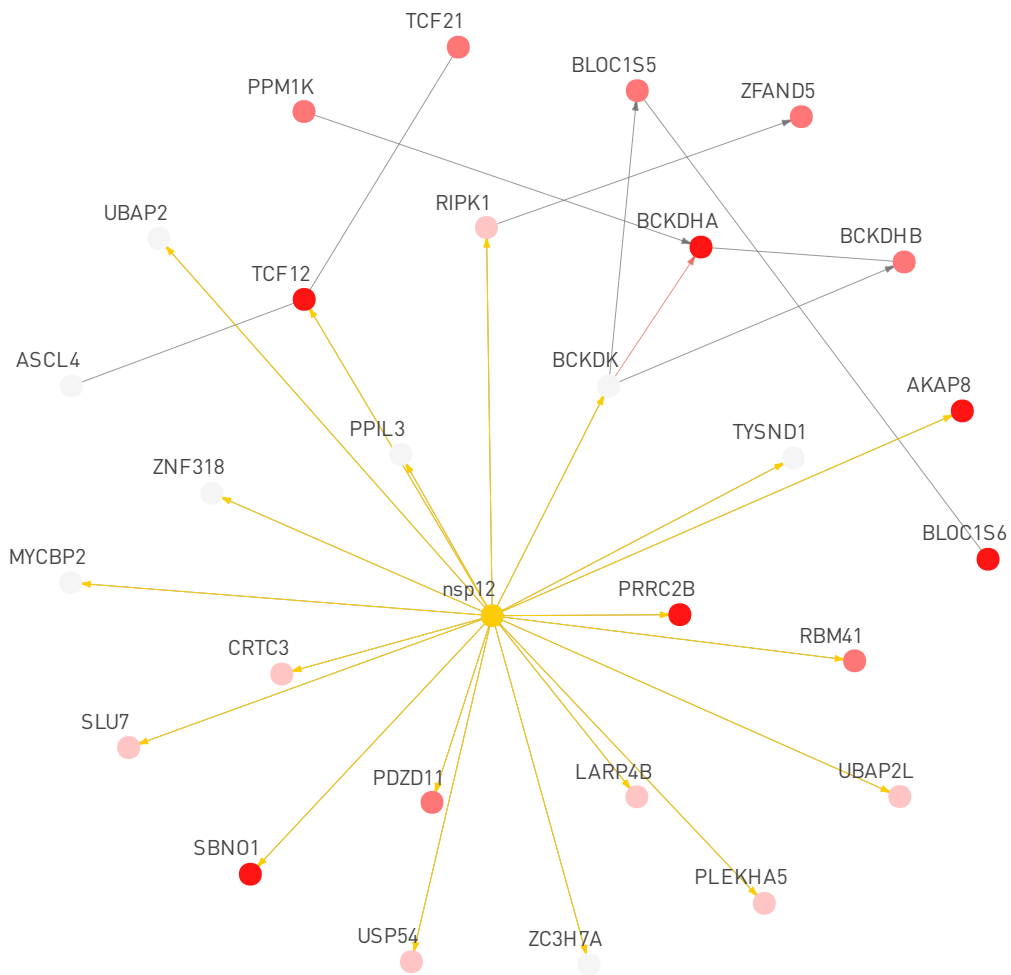 TCF21
BLOC1S5
PPM1K
ZFAND5
RIPK1
UBAP2
BCKDHA
BCKDHB
TCF12
ASCL4
BCKDK
AKAP8
PPIL3
TYSND1
ZNF318
BLOC1S6
MYCBP2
nsp12
PRRC2B
RBM41
CRTC3
SLU7
PDZD11
LARP4B
UBAP2L
SBNO1
PLEKHA5
USP54
ZC3H7A